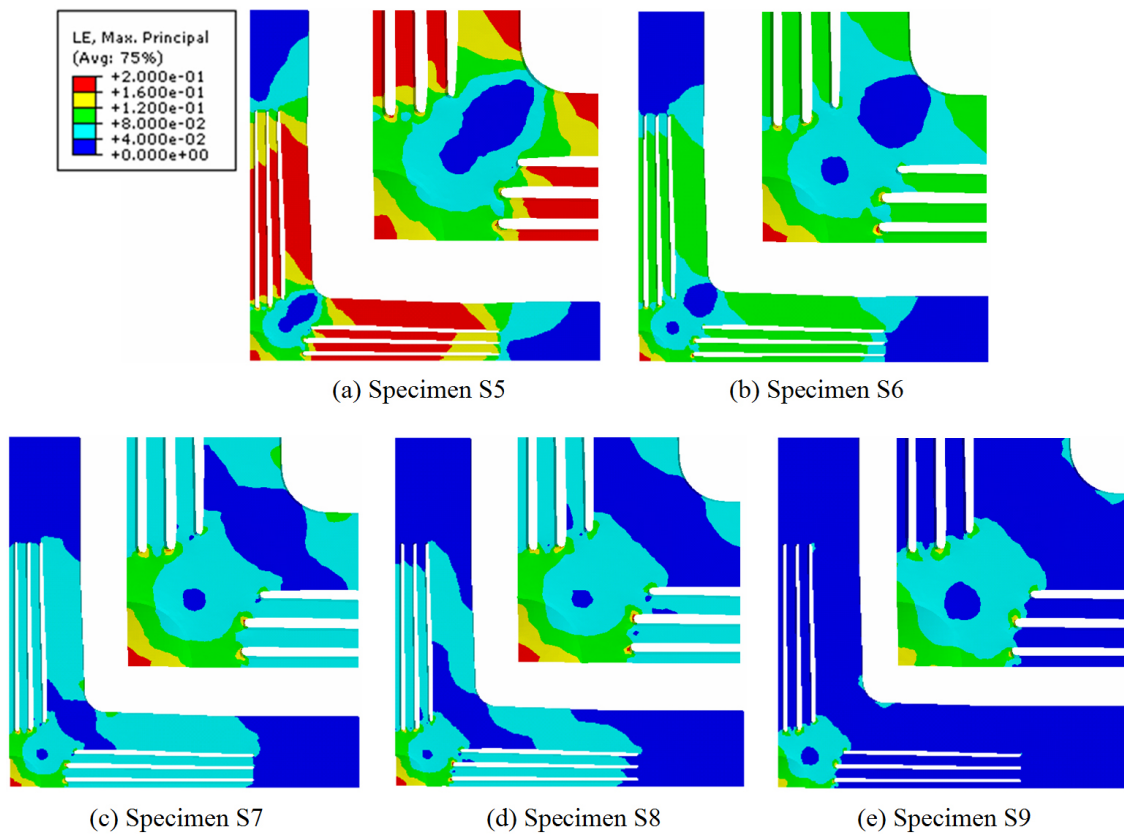 LE, Max. Principal
(Avg: 75%)
+2.000e-01
+1.600e-01
+1.200e-01
+8.000e-02
+4.000e-02
+0.000e+00
(a) Specimen S5
(b) Specimen S6
(c) Specimen S7
(d) Specimen S8
(e) Specimen S9